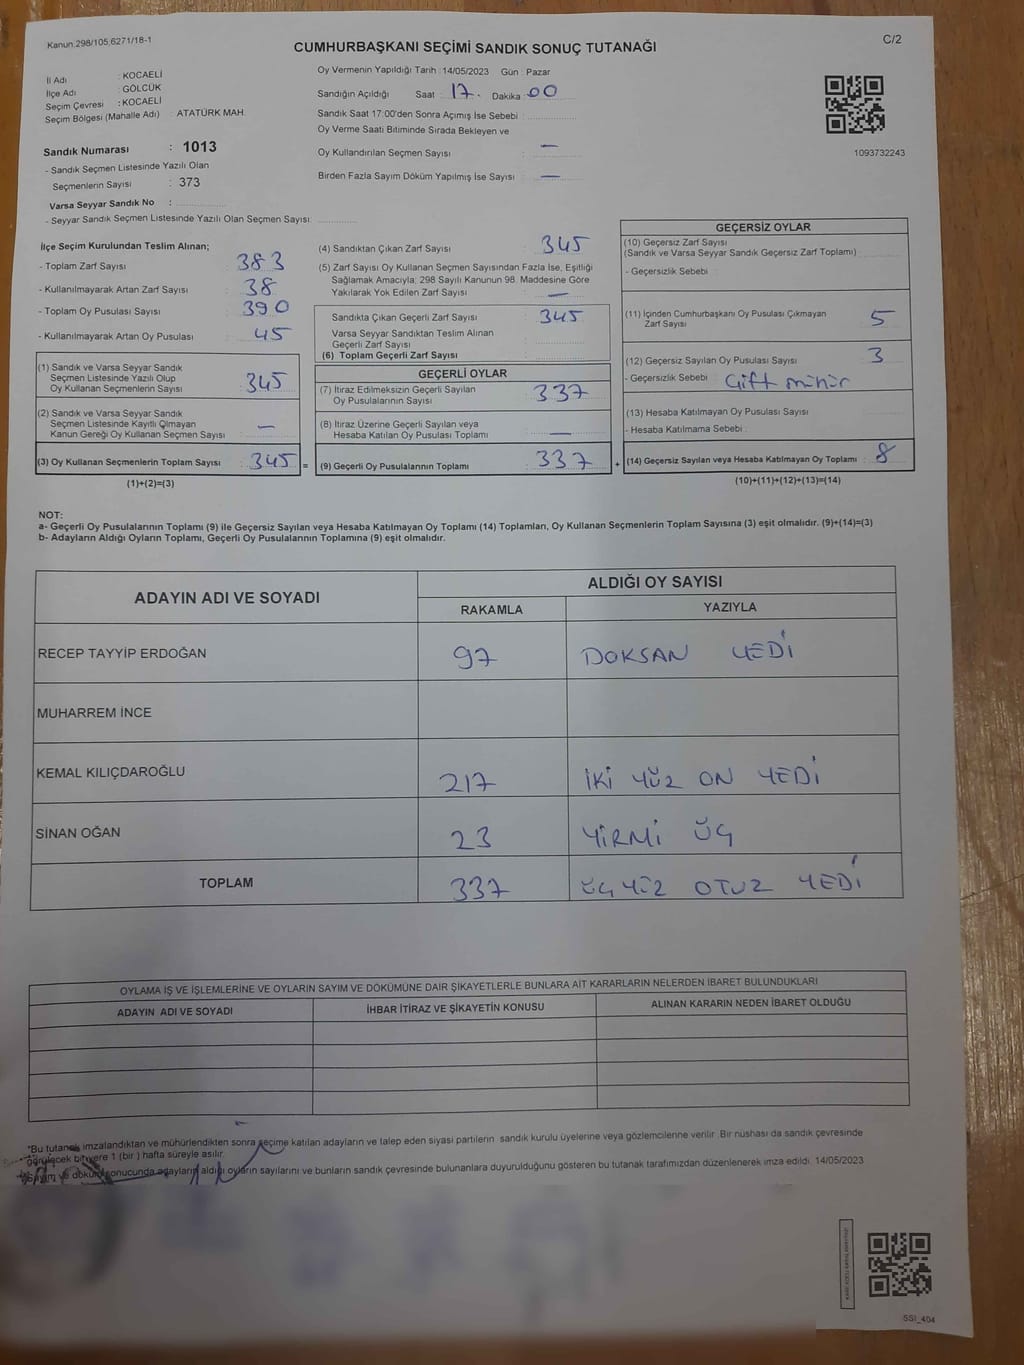 Kanun.298/105;6271/18-1
C/2
CUMHURBAŞKANI SEÇİMİ SANDIK SONUÇ TUTANAĞI
İl Adı : KOCAELİ
İlçe Adı : GÖLCÜK
Seçim Çevresi : KOCAELİ
Seçim Bölgesi (Mahalle Adı) : ATATÜRK MAH.
Sandık Numarası : 1013
- Sandık Seçmen Listesinde Yazılı Olan
Seçmenlerin Sayısı : 373
Varsa Seyyar Sandık No :
- Seyyar Sandık Seçmen Listesinde Yazılı Olan Seçmen Sayısı:
Oy Vermenin Yapıldığı Tarih : 14/05/2023 Gün : Pazar
Sandığın Açıldığı Saat : 17. Dakika : 00
Sandık Saat 17:00'den Sonra Açımış İse Sebebi :
Oy Verme Saati Bitiminde Sırada Bekleyen ve
Oy Kullandırılan Seçmen Sayısı : —
Birden Fazla Sayım Döküm Yapılmış İse Sayısı : —
1093732243
İlçe Seçim Kurulundan Teslim Alınan;
- Toplam Zarf Sayısı : 383
- Kullanılmayarak Artan Zarf Sayısı : 38
- Toplam Oy Pusulası Sayısı : 390
- Kullanılmayarak Artan Oy Pusulası : 45
(1) Sandık ve Varsa Seyyar Sandık
Seçmen Listesinde Yazılı Olup
Oy Kullanan Seçmenlerin Sayısı : 345
(2) Sandık ve Varsa Seyyar Sandık
Seçmen Listesinde Kayıtlı Olmayan
Kanun Gereği Oy Kullanan Seçmen Sayısı : —
(3) Oy Kullanan Seçmenlerin Toplam Sayısı : 345 =
(1)+(2)=(3)
(4) Sandıktan Çıkan Zarf Sayısı : 345
(5) Zarf Sayısı Oy Kullanan Seçmen Sayısından Fazla İse, Eşitliği
Sağlamak Amacıyla; 298 Sayılı Kanunun 98. Maddesine Göre
Yakılarak Yok Edilen Zarf Sayısı : —
Sandıkta Çıkan Geçerli Zarf Sayısı : 345
Varsa Seyyar Sandıktan Teslim Alınan
Geçerli Zarf Sayısı :
(6) Toplam Geçerli Zarf Sayısı :
GEÇERLİ OYLAR
(7) İtiraz Edilmeksizin Geçerli Sayılan
Oy Pusulalarının Sayısı : 337
(8) İtiraz Üzerine Geçerli Sayılan veya
Hesaba Katılan Oy Pusulası Toplamı : —
(9) Geçerli Oy Pusulalarının Toplamı : 337 +
GEÇERSİZ OYLAR
(10) Geçersiz Zarf Sayısı
(Sandık ve Varsa Seyyar Sandık Geçersiz Zarf Toplamı) :
- Geçersizlik Sebebi :
(11) İçinden Cumhurbaşkanı Oy Pusulası Çıkmayan
Zarf Sayısı : 5
(12) Geçersiz Sayılan Oy Pusulası Sayısı : 3
- Geçersizlik Sebebi : Çift mühür
(13) Hesaba Katılmayan Oy Pusulası Sayısı :
- Hesaba Katılmama Sebebi :
(14) Geçersiz Sayılan veya Hesaba Katılmayan Oy Toplamı : 8
(10)+(11)+(12)+(13)=(14)
NOT:
a- Geçerli Oy Pusulalarının Toplamı (9) ile Geçersiz Sayılan veya Hesaba Katılmayan Oy Toplamı (14) Toplamları, Oy Kullanan Seçmenlerin Toplam Sayısına (3) eşit olmalıdır. (9)+(14)=(3)
b- Adayların Aldığı Oyların Toplamı, Geçerli Oy Pusulalarının Toplamına (9) eşit olmalıdır.
ADAYIN ADI VE SOYADI
ALDIĞI OY SAYISI
RAKAMLA YAZIYLA
RECEP TAYYİP ERDOĞAN 97 DOKSAN YEDİ
MUHARREM İNCE
KEMAL KILIÇDAROĞLU 217 İKİ YÜZ ON YEDİ
SİNAN OĞAN 23 YİRMİ ÜÇ
TOPLAM 337 ÜÇ YÜZ OTUZ YEDİ
OYLAMA İŞ VE İŞLEMLERİNE VE OYLARIN SAYIM VE DÖKÜMÜNE DAİR ŞİKAYETLERLE BUNLARA AİT KARARLARIN NELERDEN İBARET BULUNDUKLARI
ADAYIN ADI VE SOYADI İHBAR İTİRAZ VE ŞİKAYETİN KONUSU ALINAN KARARIN NEDEN İBARET OLDUĞU
*Bu tutanak imzalandıktan ve mühürlendikten sonra seçime katılan adayların ve talep eden siyasi partilerin sandık kurulu üyelerine veya gözlemcilerine verilir. Bir nüshası da sandık çevresinde
görülecek bir yere 1 (bir) hafta süreyle asılır.
*Sayım ve döküm sonucunda adayların aldığı oyların sayılarını ve bunların sandık çevresinde bulunanlara duyurulduğunu gösteren bu tutanak tarafımızdan düzenlenerek imza edildi. 14/05/2023
SSI_404